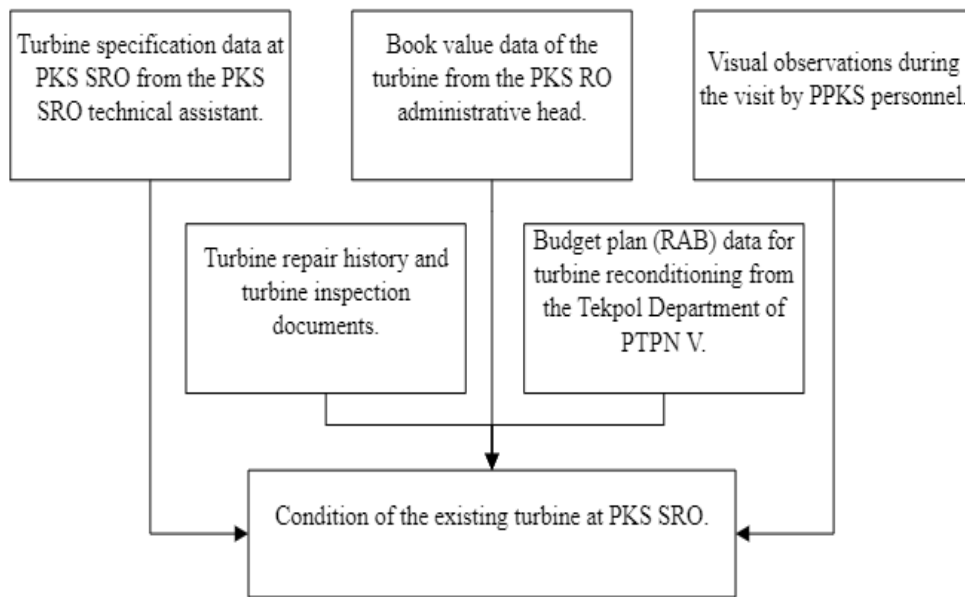 Turbine specification data at
PKS SRO from the PKS
SRO technical assistant.
Book value data of the
turbine from the PKS RO
administrative head.
Visual observations during
the visit by PPKS personnel.
Turbine repair history and
turbine inspection
documents.
Budget plan (RAB) data for
turbine reconditioning from
the Tekpol Department of
PTPN V.
Condition of the existing turbine at PKS SRO.